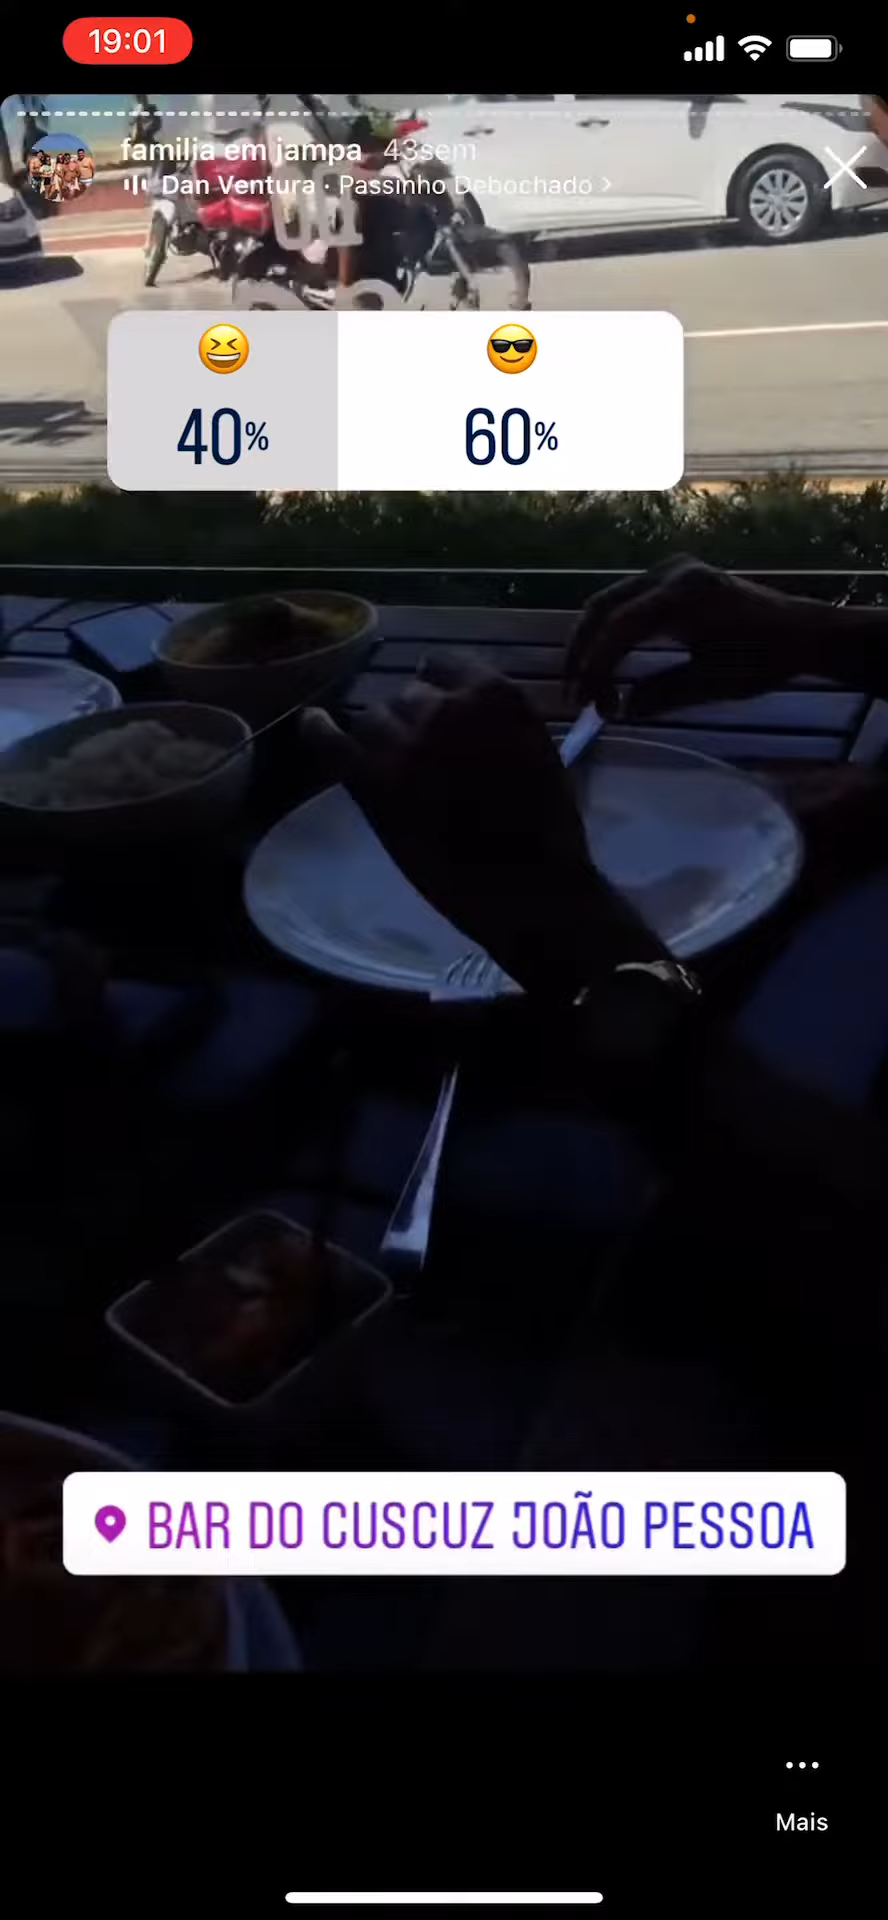 19:01
familia em jampa 43sem
Dan Ventura · Passinho Debochado >
😆 😎
40% 60%
BAR DO CUSCUZ JOÃO PESSOA
Mais